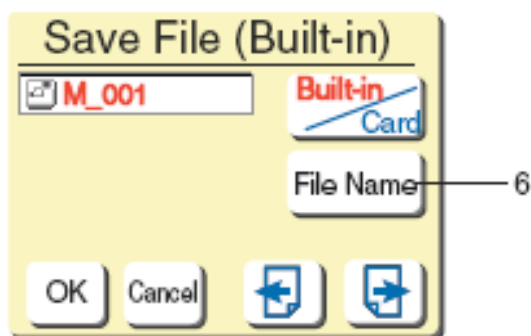 Save File (Built-in)
M_001
Built-in
Card
File Name
6
OK
Cancel